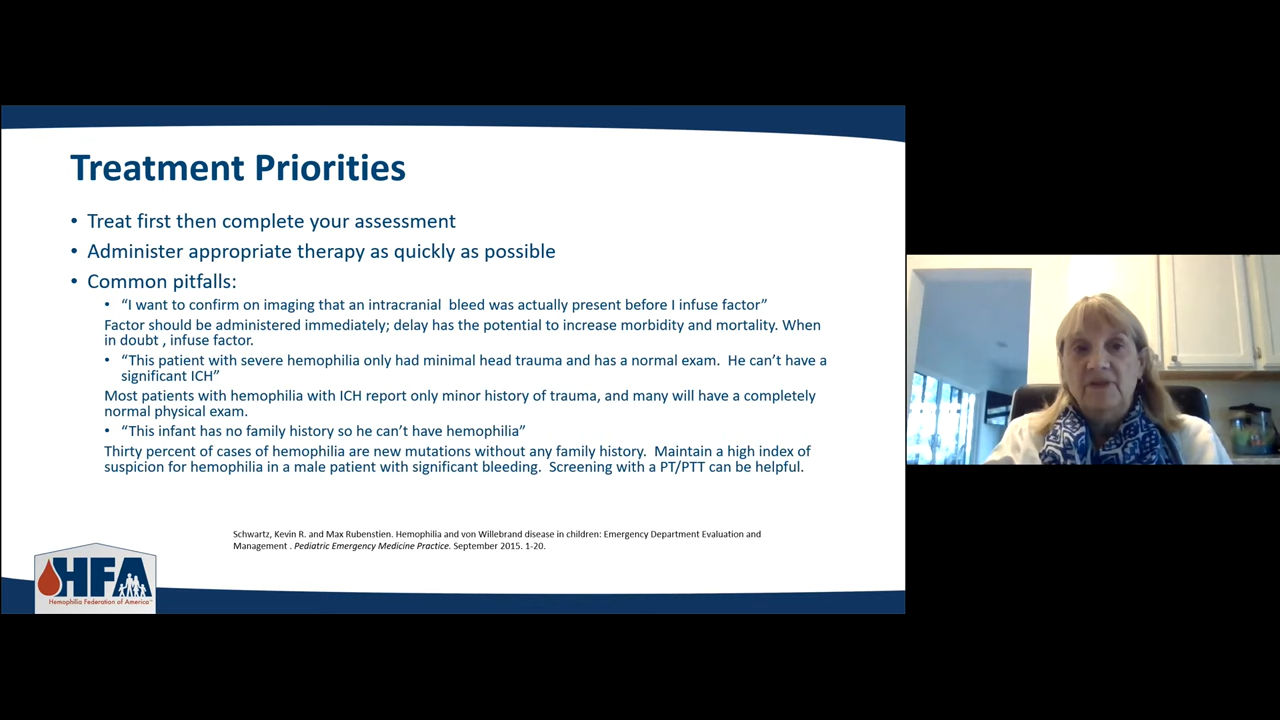 Treatment Priorities
• Treat first then complete your assessment
• Administer appropriate therapy as quickly as possible
• Common pitfalls:
• “I want to confirm on imaging that an intracranial  bleed was actually present before I infuse factor”
Factor should be administered immediately; delay has the potential to increase morbidity and mortality. When
in doubt , infuse factor.
• “This patient with severe hemophilia only had minimal head trauma and has a normal exam.  He can’t have a
significant ICH”
Most patients with hemophilia with ICH report only minor history of trauma, and many will have a completely
normal physical exam.
• “This infant has no family history so he can’t have hemophilia”
Thirty percent of cases of hemophilia are new mutations without any family history.  Maintain a high index of
suspicion for hemophilia in a male patient with significant bleeding.  Screening with a PT/PTT can be helpful.
Schwartz, Kevin R. and Max Rubenstien. Hemophilia and von Willebrand disease in children: Emergency Department Evaluation and
Management . Pediatric Emergency Medicine Practice. September 2015. 1-20.
HFA
Hemophilia Federation of America